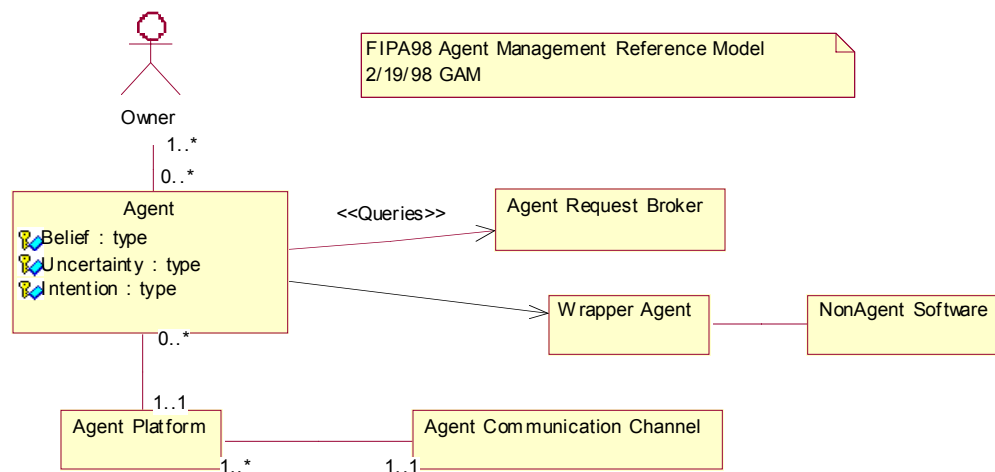 FIPA98 Agent Management Reference Model
2/19/98 GAM
Owner
1..*
0..*
Agent
Belief : type
Uncertainty : type
Intention : type
<<Queries>>
Agent Request Broker
Wrapper Agent
NonAgent Software
0..*
1..1
Agent Platform
Agent Communication Channel
1..*
1..1